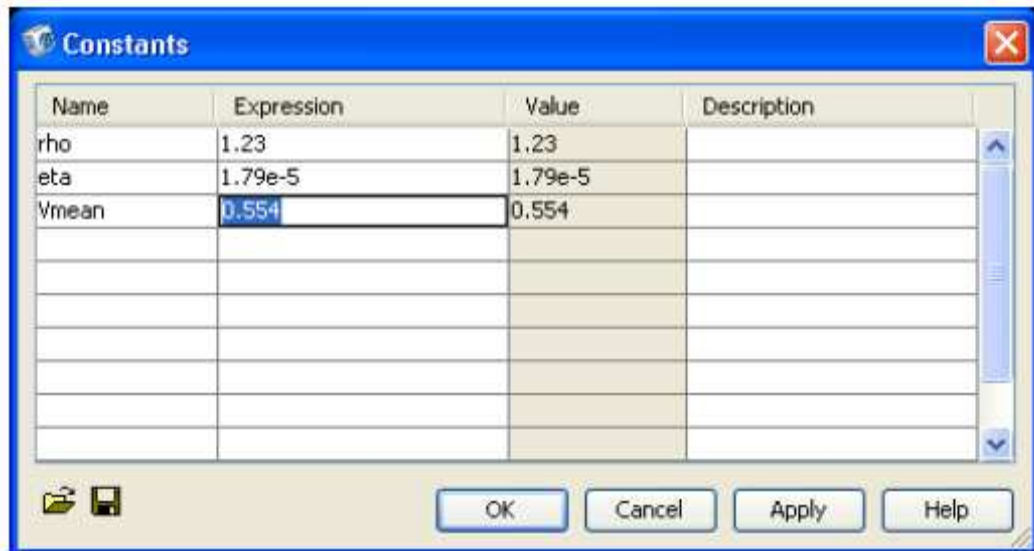 Constants
Name Expression Value Description
rho 1.23 1.23
eta 1.79e-5 1.79e-5
Vmean 0.554 0.554
OK Cancel Apply Help